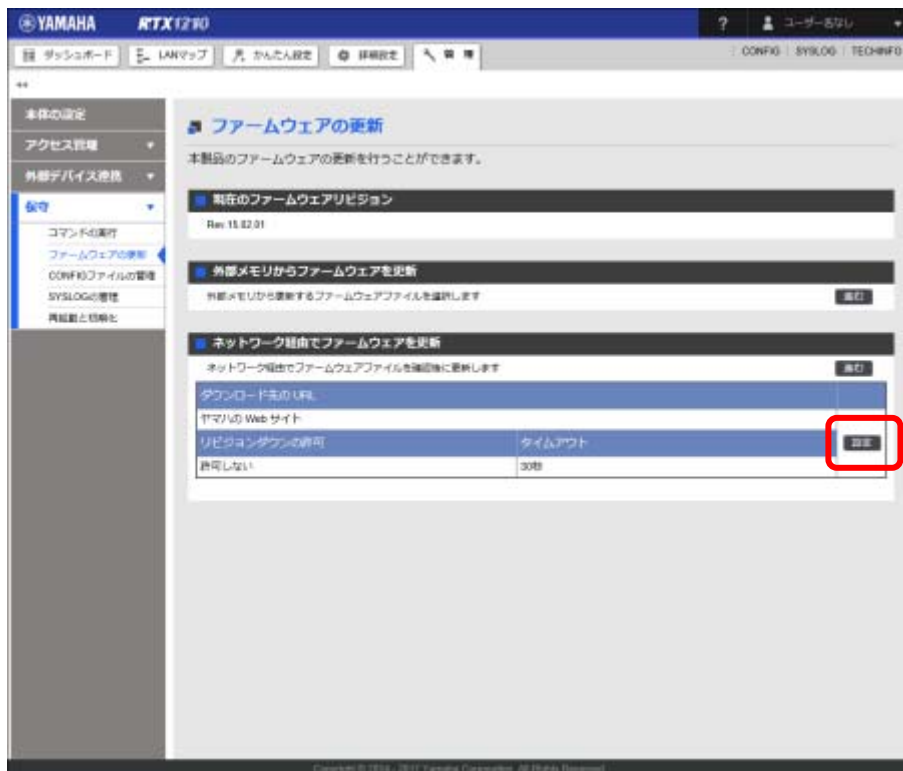 YAMAHA RTX1210
? ユーザー名なし
ダッシュボード LANマップ かんたん設定 詳細設定 管理
CONFIG SYSLOG TECHINFO
本体の設定
アクセス管理
外部デバイス連携
保守
コマンドの実行
ファームウェアの更新
CONFIGファイルの管理
SYSLOGの管理
再起動と初期化
ファームウェアの更新
本製品のファームウェアの更新を行うことができます。
現在のファームウェアリビジョン
Rev.15.02.01
外部メモリからファームウェアを更新
外部メモリから更新するファームウェアファイルを選択します 進む
ネットワーク経由でファームウェアを更新
ネットワーク経由でファームウェアファイルを確認後に更新します 進む
ダウンロード先の URL
ヤマハの Web サイト
リビジョンダウンの許可 タイムアウト 設定
許可しない 30秒
Copyright © 2014 - 2017 Yamaha Corporation. All Rights Reserved.